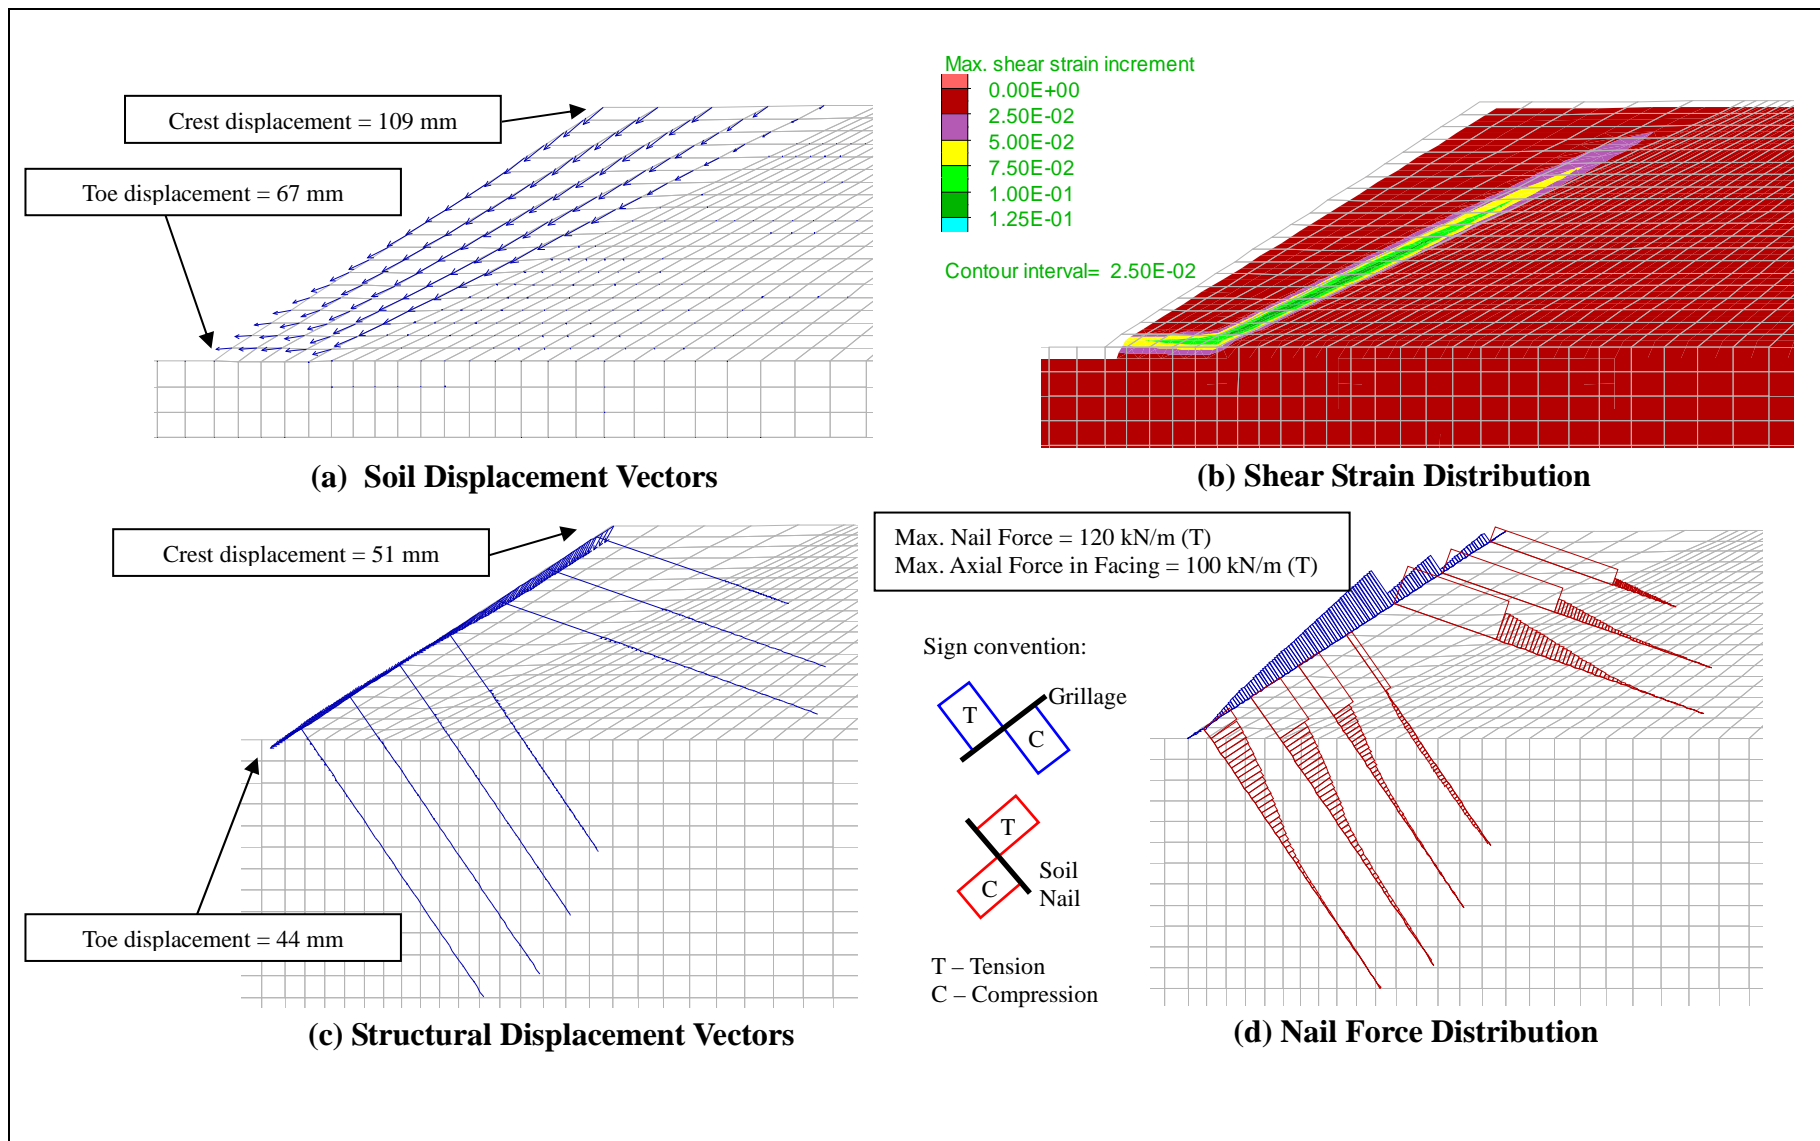 Crest displacement = 109 mm
Toe displacement = 67 mm
(a) Soil Displacement Vectors
Max. shear strain increment
0.00E+00
2.50E-02
5.00E-02
7.50E-02
1.00E-01
1.25E-01
Contour interval= 2.50E-02
(b) Shear Strain Distribution
Crest displacement = 51 mm
Toe displacement = 44 mm
(c) Structural Displacement Vectors
Max. Nail Force = 120 kN/m (T)
Max. Axial Force in Facing = 100 kN/m (T)
Sign convention:
Grillage
T
C
T
C
Soil
Nail
T – Tension
C – Compression
(d) Nail Force Distribution